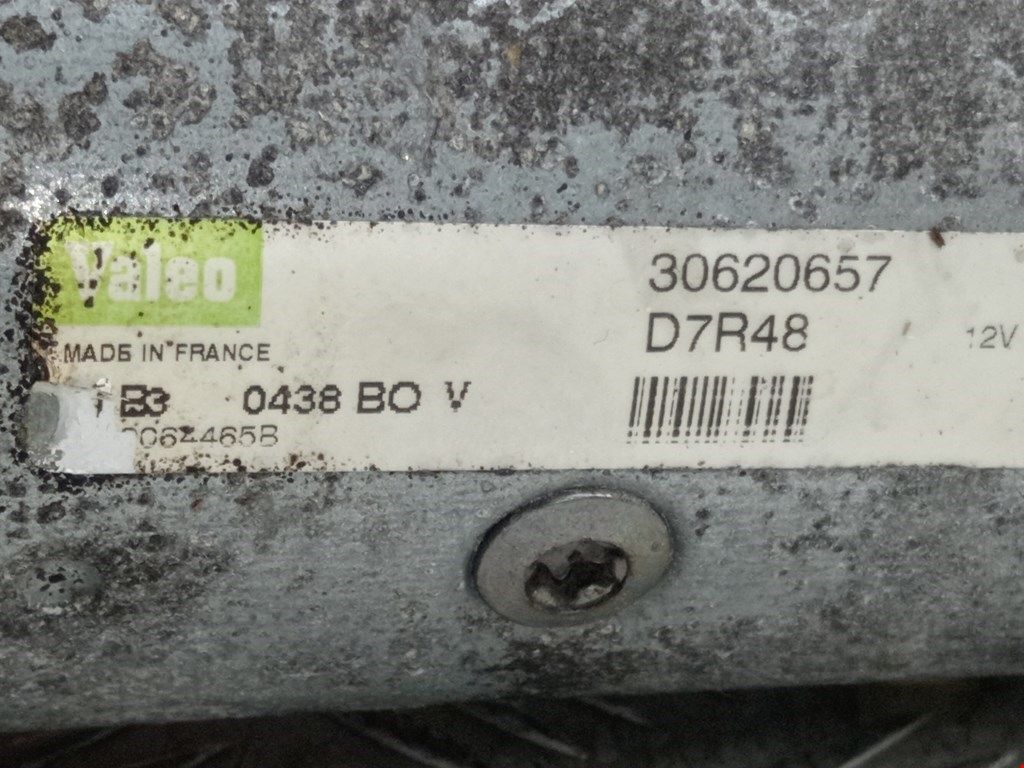 Valeo
MADE IN FRANCE
30620657
D7R48
12V
B3 0438 BO V